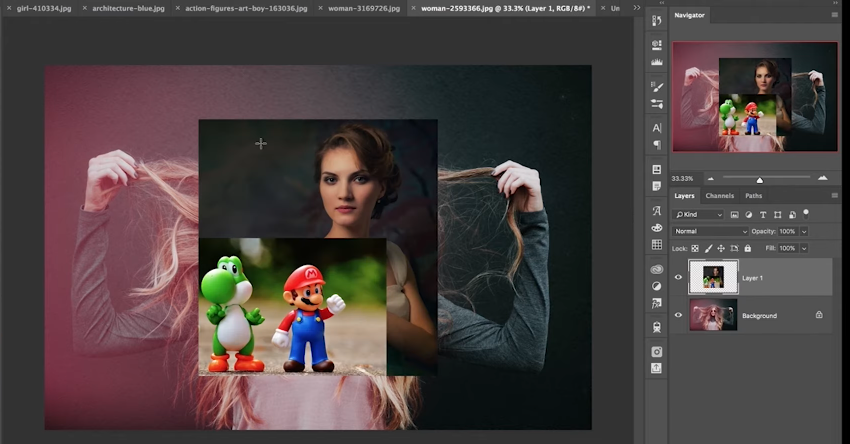 girl-410334.jpg
architecture-blue.jpg
action-figures-art-boy-163036.jpg
woman-3169726.jpg
woman-2593366.jpg @ 33.3% (Layer 1, RGB/8#) *
Un
Navigator
33.33%
Layers Channels Paths
Kind
Normal Opacity: 100%
Lock: Fill: 100%
Layer 1
Background
M